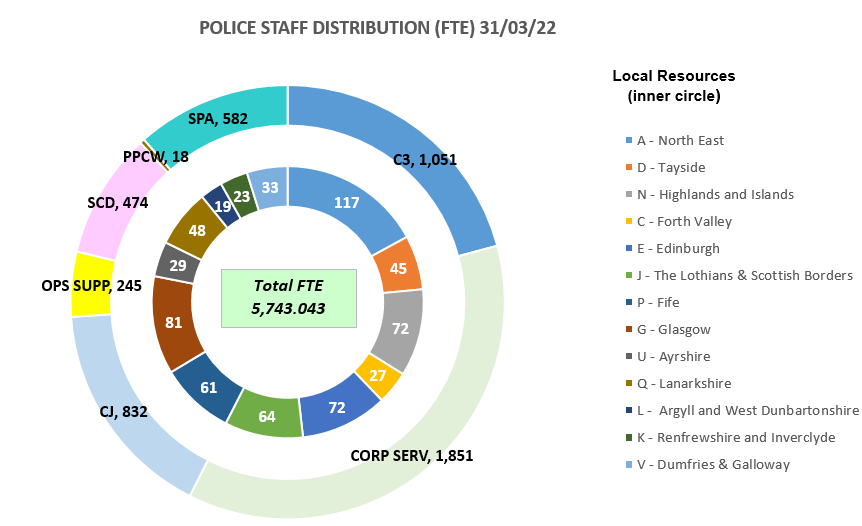 POLICE STAFF DISTRIBUTION (FTE) 31/03/22
Local Resources
(inner circle)
SPA, 582
C3, 1,051
PPCW, 18
SCD, 474
OPS SUPP, 245
CJ, 832
CORP SERV, 1,851
117
45
72
27
72
64
61
81
29
48
19
23
33
Total FTE
5,743.043
A - North East
D - Tayside
N - Highlands and Islands
C - Forth Valley
E - Edinburgh
J - The Lothians & Scottish Borders
P - Fife
G - Glasgow
U - Ayrshire
Q - Lanarkshire
L -  Argyll and West Dunbartonshire
K - Renfrewshire and Inverclyde
V - Dumfries & Galloway